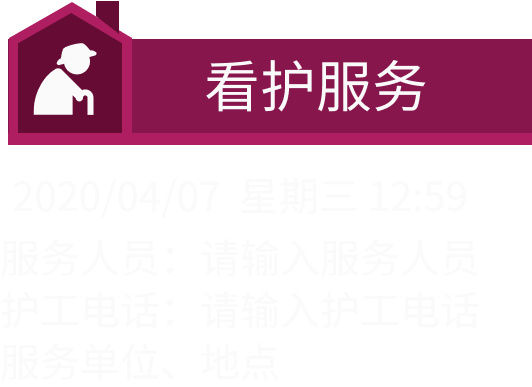 看护服务
2020/04/07 星期三 12:59
服务人员：请输入服务人员
护工电话：请输入护工电话
服务单位、地点